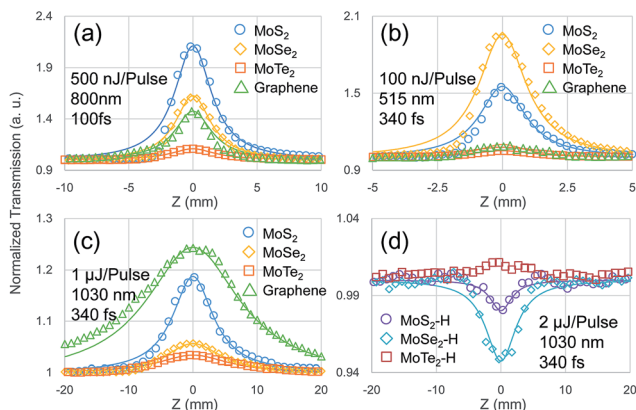 Normalized Transmission (a. u.)
(a)
500 nJ/Pulse
800nm
100fs
MoS2
MoSe2
MoTe2
Graphene
2.4
1.9
1.4
0.9
-10 -5 0 5 10
Z (mm)
(b)
100 nJ/Pulse
515 nm
340 fs
MoS2
MoSe2
MoTe2
Graphene
2.1
1.5
0.9
-5 -2.5 0 2.5 5
Z (mm)
(c)
1 µJ/Pulse
1030 nm
340 fs
MoS2
MoSe2
MoTe2
Graphene
1.3
1.2
1.1
1
-20 -10 0 10 20
Z (mm)
(d)
MoS2-H
MoSe2-H
MoTe2-H
2 µJ/Pulse
1030 nm
340 fs
1.04
0.99
0.94
-20 -10 0 10 20
Z (mm)